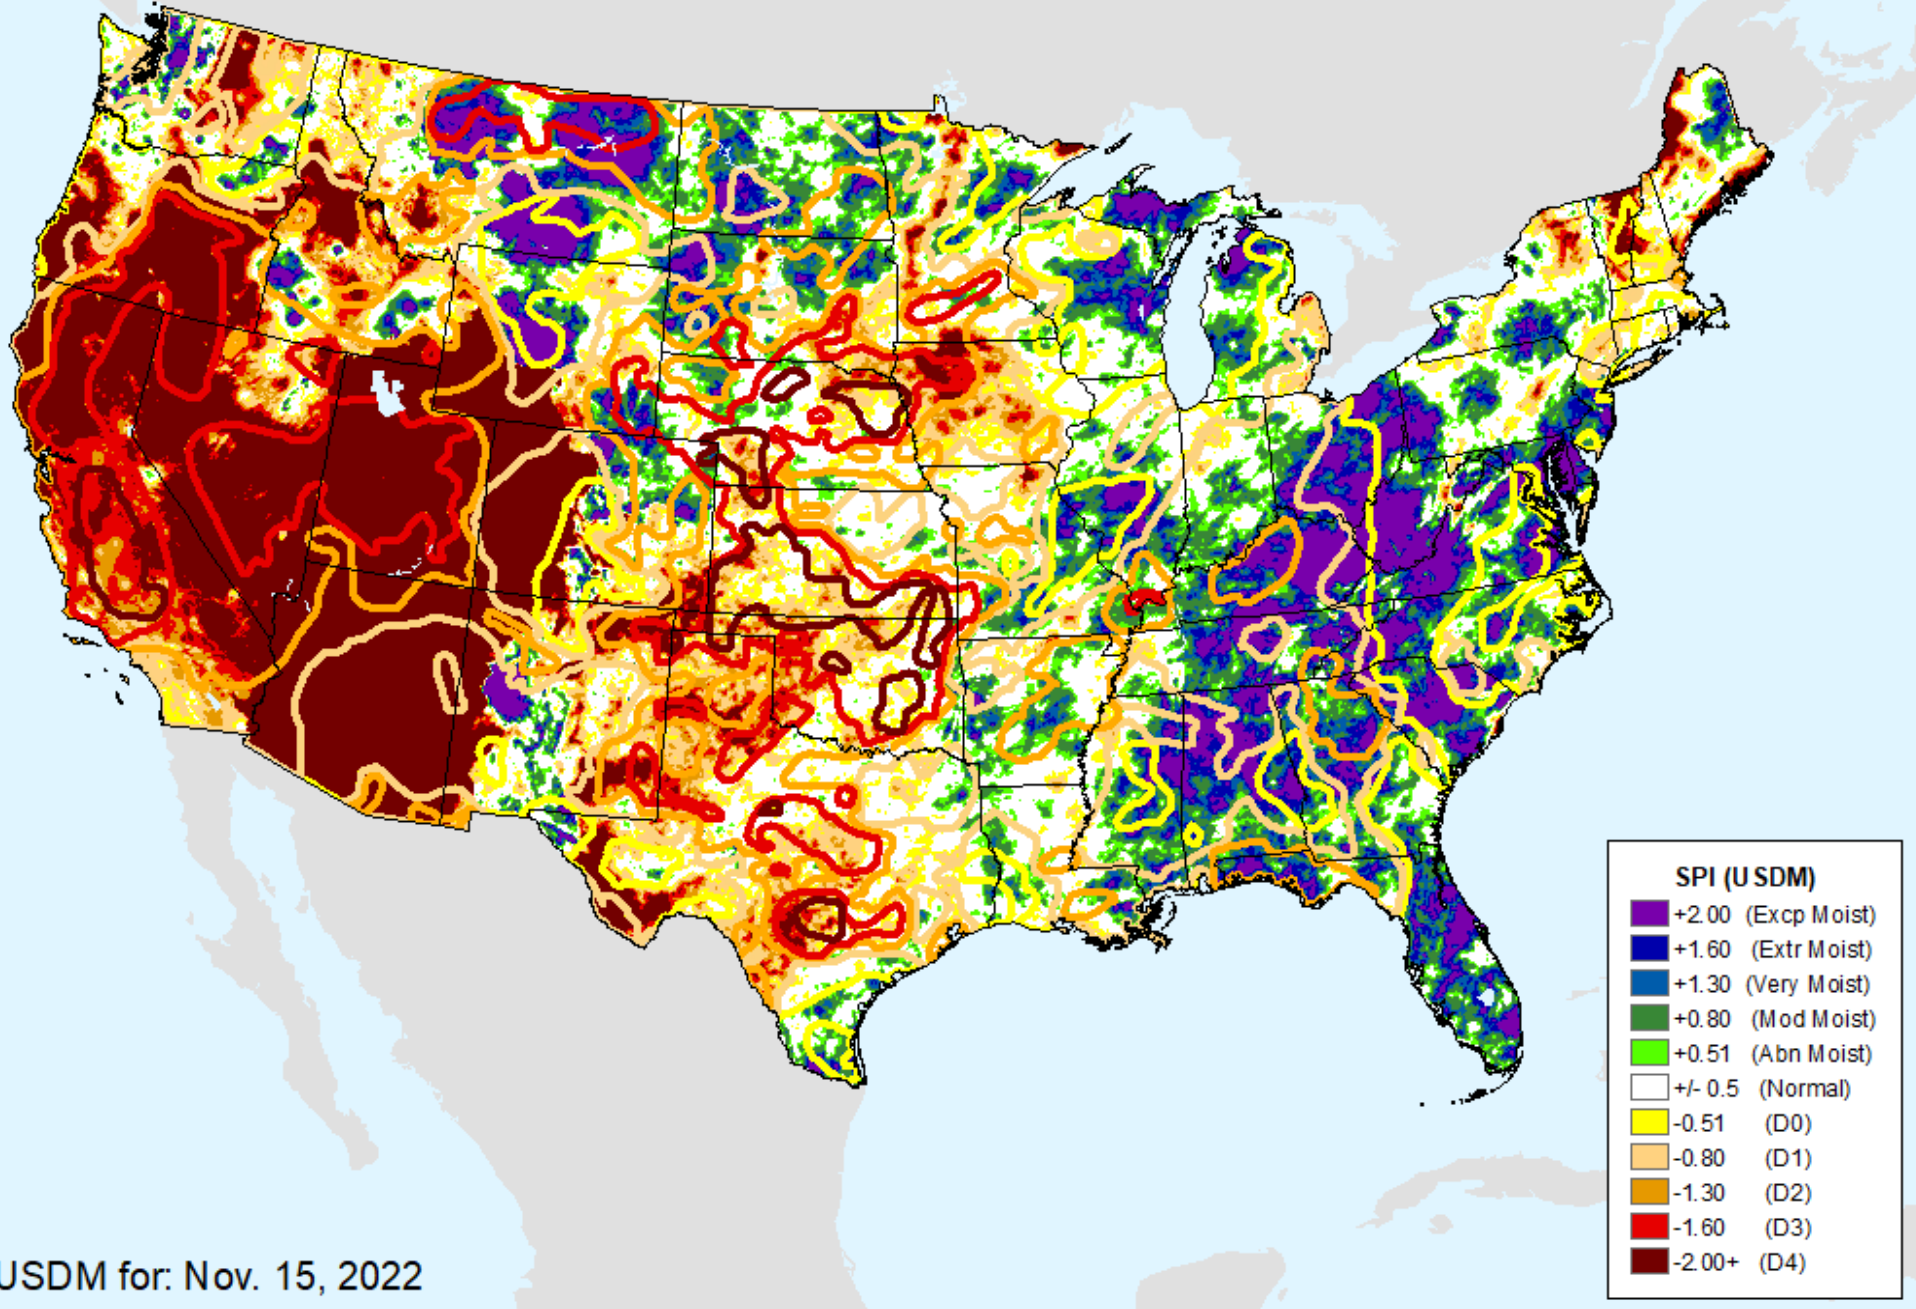 SPI (USDM)
+2.00 (Excp Moist)
+1.60 (Extr Moist)
+1.30 (Very Moist)
+0.80 (Mod Moist)
+0.51 (Abn Moist)
+/- 0.5 (Normal)
-0.51 (D0)
-0.80 (D1)
-1.30 (D2)
-1.60 (D3)
-2.00+ (D4)
USDM for: Nov. 15, 2022